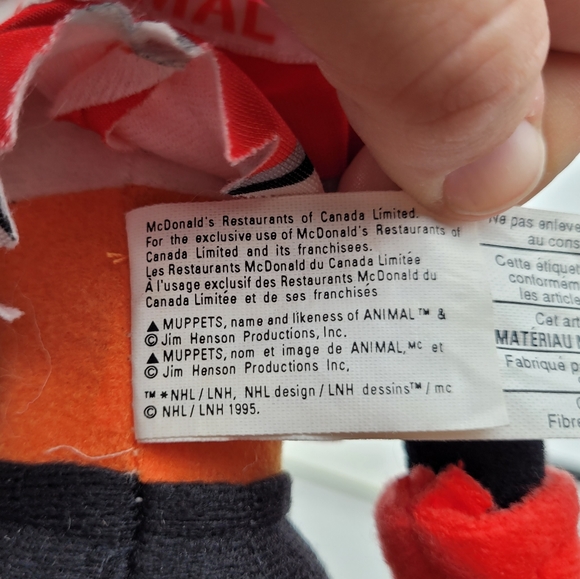 MAL
McDonald's Restaurants of Canada Limited.
For the exclusive use of McDonald's Restaurants of
Canada Limited and its franchisees.
Les Restaurants McDonald du Canada Limitée
À l'usage exclusif des Restaurants McDonald du
Canada Limitée et de ses franchisés
▲ MUPPETS, name and likeness of ANIMAL™ &
© Jim Henson Productions, Inc.
▲ MUPPETS, nom et image de ANIMAL,ᴹᶜ et
© Jim Henson Productions, Inc,
™ * NHL / LNH, NHL design / LNH dessins™ / mc
© NHL / LNH 1995.
Ne pas enleve
au cons
Cette étiquet
conformém
les article
Cet art
MATÉRIAU N
Fabriqué p
Fibre